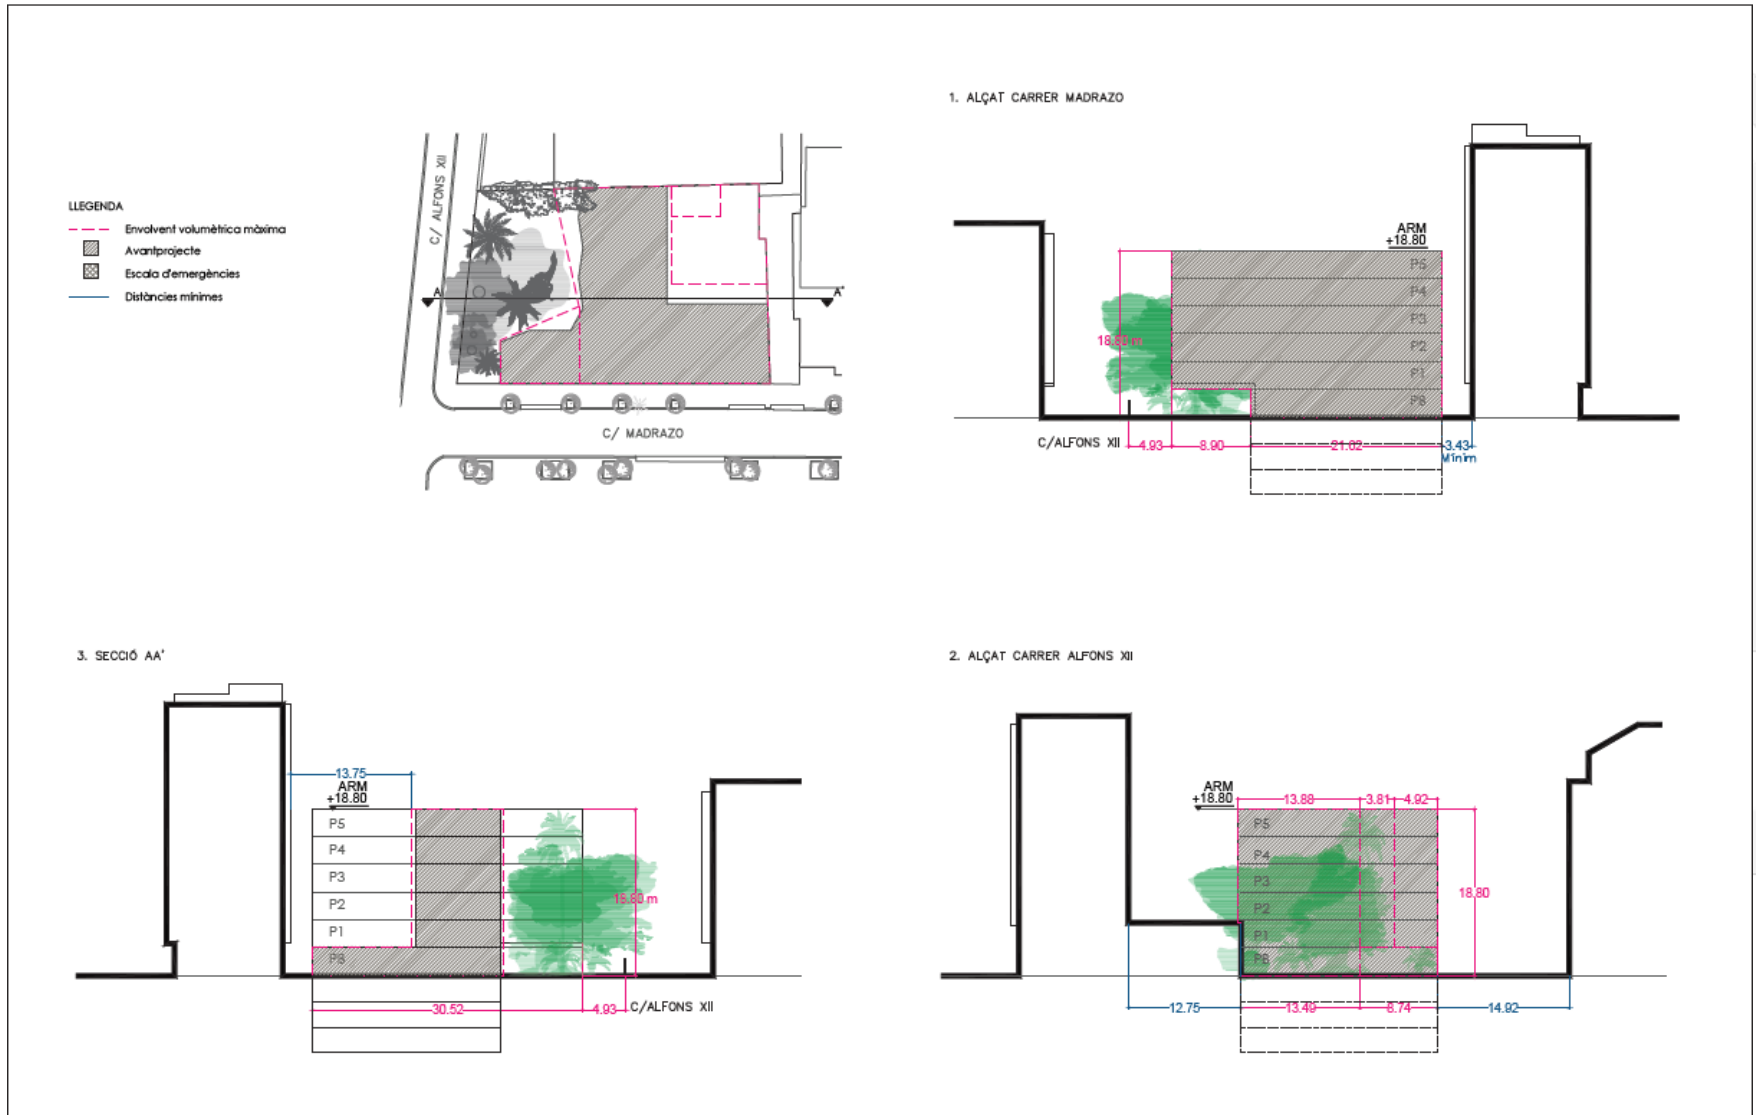 1. ALÇAT CARRER MADRAZO
LLEGENDA
Envolvent volumètrica màxima
Avantprojecte
Escala d'emergències
Distàncies mínimes
C/ ALFONS XII
A
A'
C/ MADRAZO
ARM
+18.80
P5
P4
P3
P2
P1
PB
18.80 m
C/ALFONS XII
4.93
8.90
21.02
3.43
Mínim
3. SECCIÓ AA'
13.75
ARM
+18.80
P5
P4
P3
P2
P1
PB
18.80 m
30.52
4.93
C/ALFONS XII
2. ALÇAT CARRER ALFONS XII
ARM
+18.80
13.88
3.81
4.92
P5
P4
P3
P2
P1
PB
18.80
12.75
13.49
8.74
14.92